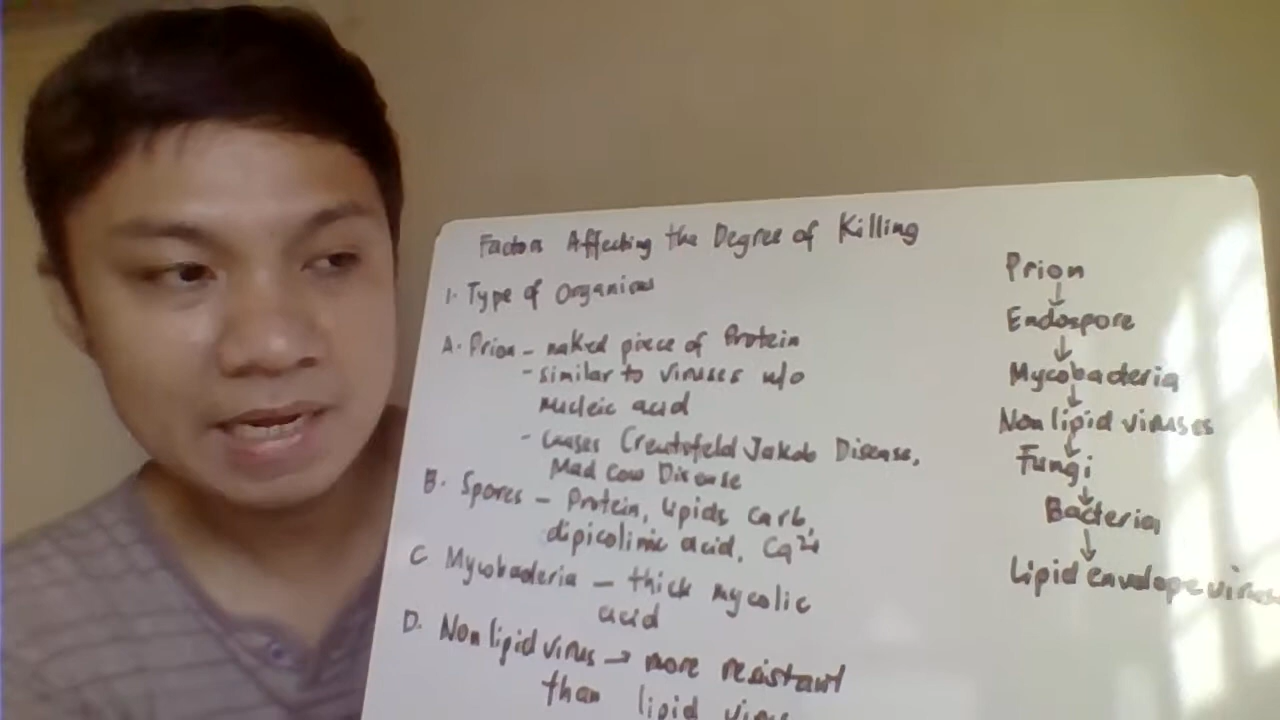 Factors Affecting the Degree of Killing
1. Type of Organism
A. Prion - naked piece of Protein
- similar to viruses w/o
nucleic acid
- causes Creutzfeld Jakob Disease,
Mad Cow Disease
B. Spores - Protein, lipids, carb,
dipicolinic acid, Ca2+
C Mycobacteria - thick mycolic
acid
D. Non lipid virus → more resistant
than lipid virus
Prion
↓
Endospore
↓
Mycobacteria
↓
Non lipid viruses
↓
Fungi
↓
Bacteria
↓
Lipid envelope virus